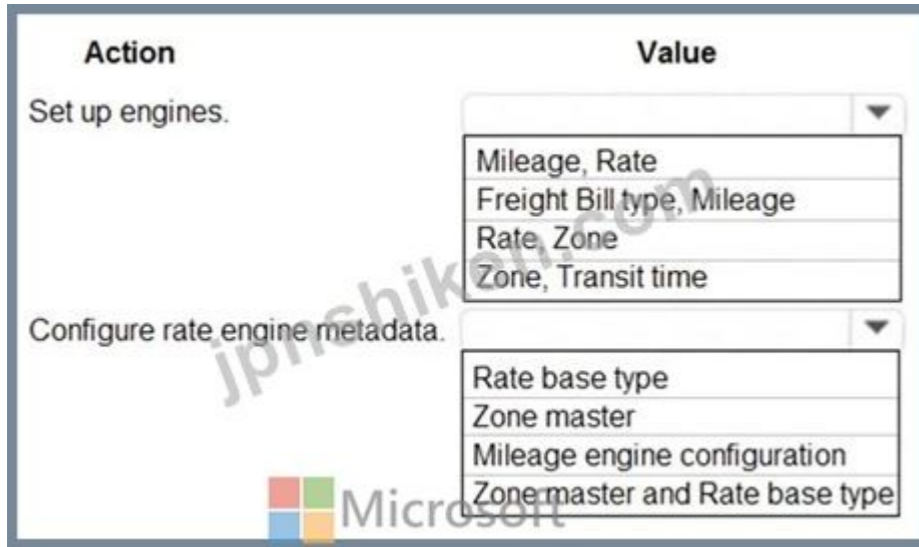 Action Value
Set up engines.
Mileage, Rate
Freight Bill type, Mileage
Rate, Zone
Zone, Transit time
Configure rate engine metadata.
Rate base type
Zone master
Mileage engine configuration
Zone master and Rate base type
jpnshiken.com
Microsoft